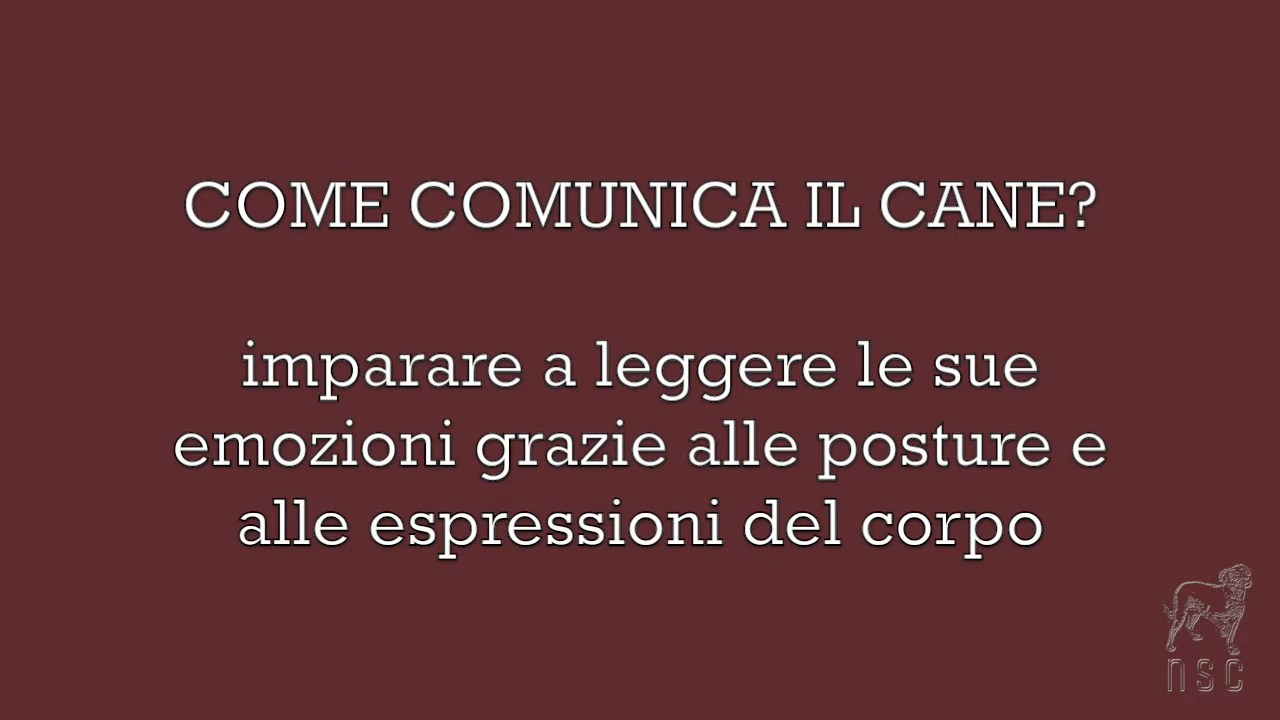 COME COMUNICA IL CANE?
imparare a leggere le sue
emozioni grazie alle posture e
alle espressioni del corpo
nsc